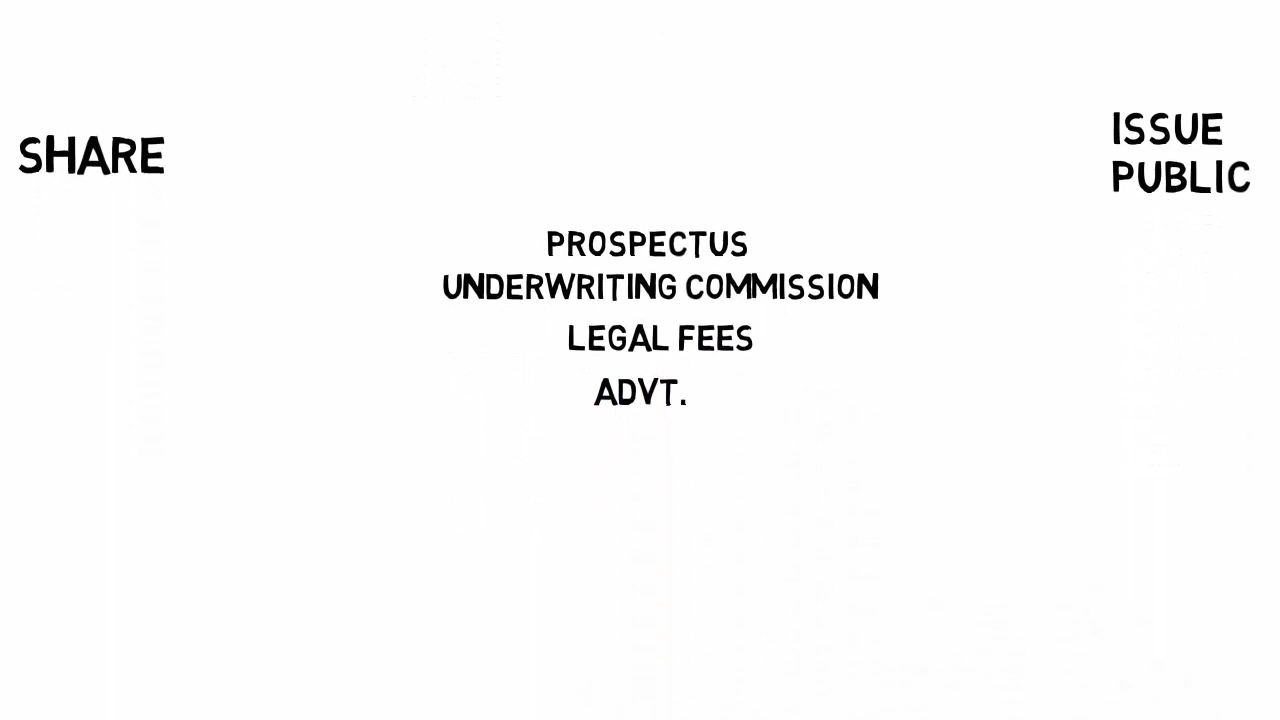 SHARE
ISSUE
PUBLIC
PROSPECTUS
UNDERWRITING COMMISSION
LEGAL FEES
ADVT.